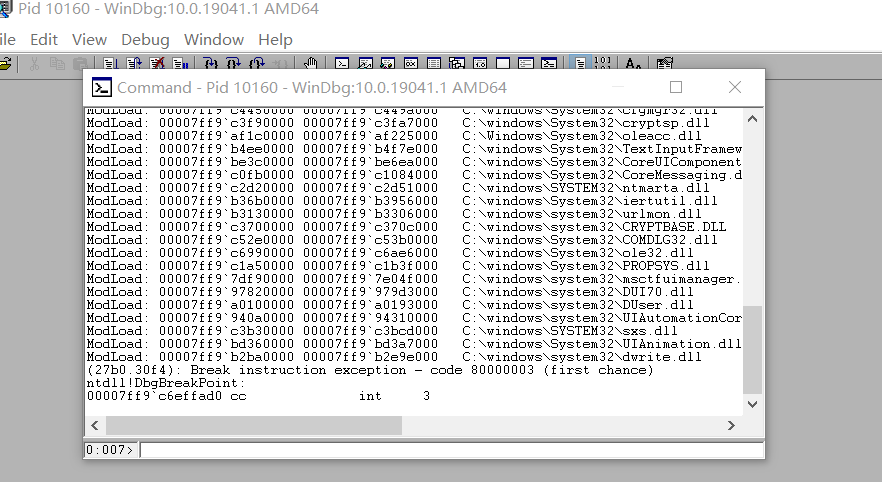 Pid 10160 - WinDbg:10.0.19041.1 AMD64
ile Edit View Debug Window Help
Command - Pid 10160 - WinDbg:10.0.19041.1 AMD64
ModLoad: 00007ff9`c4450000 00007ff9`c449a000 C:\windows\System32\cfgmgr32.dll
ModLoad: 00007ff9`c3f90000 00007ff9`c3fa7000 C:\windows\System32\cryptsp.dll
ModLoad: 00007ff9`af1c0000 00007ff9`af225000 C:\windows\System32\oleacc.dll
ModLoad: 00007ff9`b4ee0000 00007ff9`b4f7e000 C:\windows\System32\TextInputFramew
ModLoad: 00007ff9`be3c0000 00007ff9`be6ea000 C:\windows\System32\CoreUIComponent
ModLoad: 00007ff9`c0fb0000 00007ff9`c1084000 C:\windows\System32\CoreMessaging.d
ModLoad: 00007ff9`c2d20000 00007ff9`c2d51000 C:\windows\SYSTEM32\ntmarta.dll
ModLoad: 00007ff9`b36b0000 00007ff9`b3956000 C:\windows\System32\iertutil.dll
ModLoad: 00007ff9`b3130000 00007ff9`b3306000 C:\windows\system32\urlmon.dll
ModLoad: 00007ff9`c3700000 00007ff9`c370c000 C:\windows\System32\CRYPTBASE.DLL
ModLoad: 00007ff9`c52e0000 00007ff9`c53b0000 C:\windows\System32\COMDLG32.dll
ModLoad: 00007ff9`c6990000 00007ff9`c6ae6000 C:\windows\System32\ole32.dll
ModLoad: 00007ff9`c1a50000 00007ff9`c1b3f000 C:\windows\System32\PROPSYS.dll
ModLoad: 00007ff9`7df90000 00007ff9`7e04f000 C:\windows\system32\msctfuimanager.
ModLoad: 00007ff9`97820000 00007ff9`979d3000 C:\windows\system32\DUI70.dll
ModLoad: 00007ff9`a0100000 00007ff9`a0193000 C:\windows\system32\DUser.dll
ModLoad: 00007ff9`940a0000 00007ff9`94310000 C:\windows\system32\UIAutomationCor
ModLoad: 00007ff9`c3b30000 00007ff9`c3bcd000 C:\windows\SYSTEM32\sxs.dll
ModLoad: 00007ff9`bd360000 00007ff9`bd3a7000 C:\windows\System32\UIAnimation.dll
ModLoad: 00007ff9`b2ba0000 00007ff9`b2e9e000 C:\windows\system32\dwrite.dll
(27b0.30f4): Break instruction exception - code 80000003 (first chance)
ntdll!DbgBreakPoint:
00007ff9`c6effad0 cc int 3
0:007>